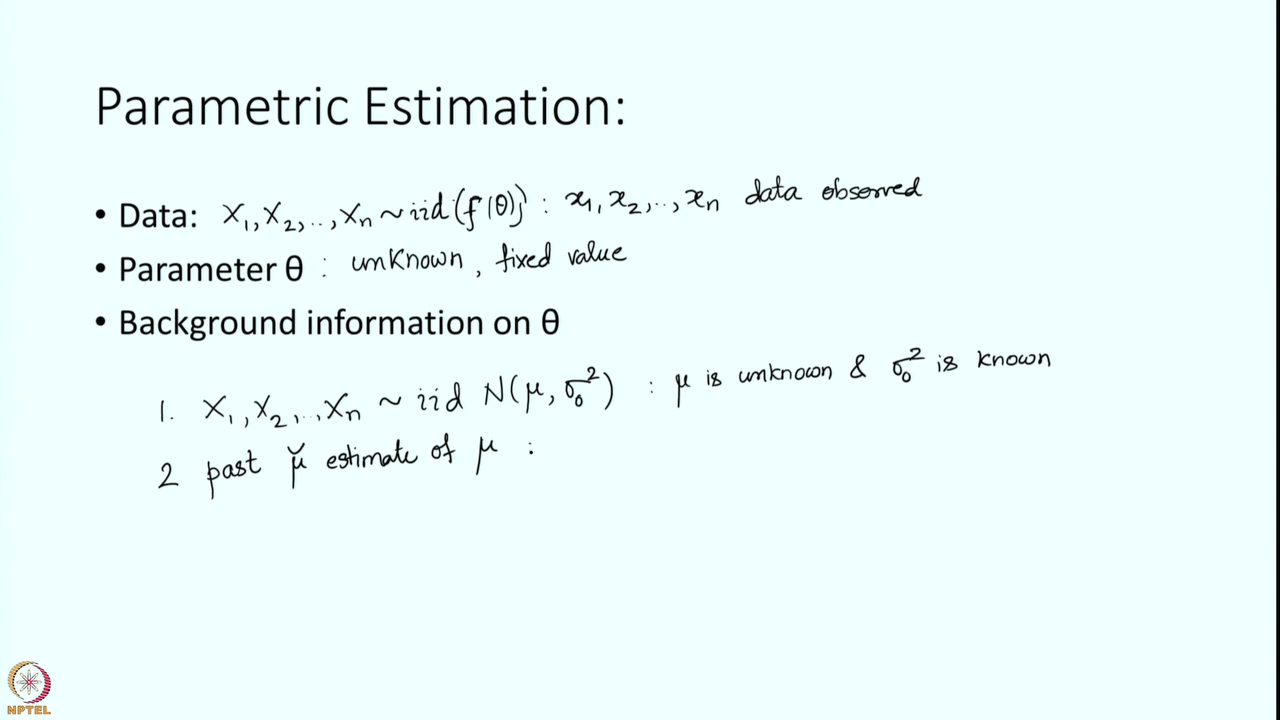 Parametric Estimation:
• Data: X₁, X₂, .., Xₙ ~ iid (f(θ)) : x₁, x₂, .., xₙ data observed
• Parameter θ : unknown, fixed value
• Background information on θ
1. X₁, X₂, .., Xₙ ~ iid N(μ, σ₀²) : μ is unknown & σ₀² is known
2 past μ̌ estimate of μ :
NPTEL